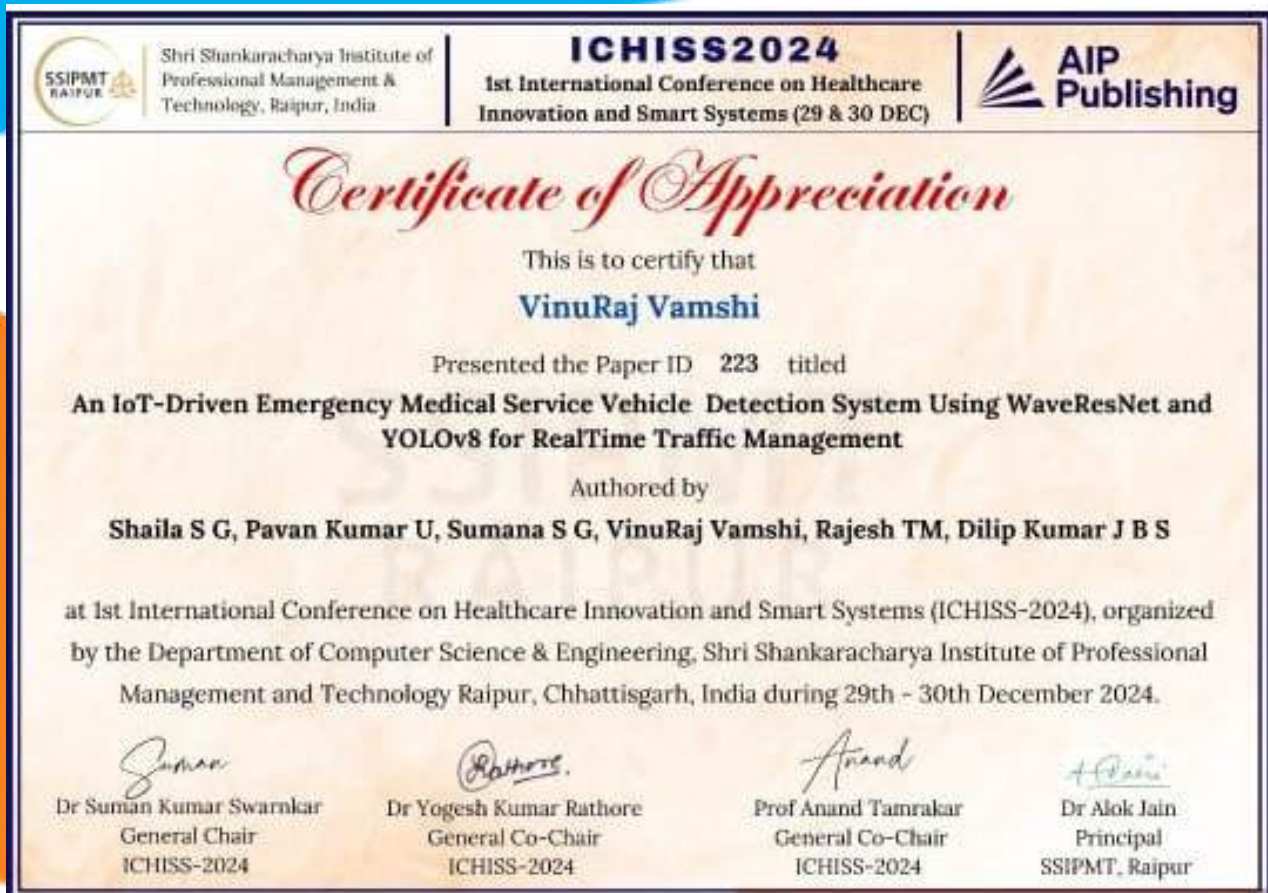 SSIPMT
RAIPUR
Shri Shankaracharya Institute of
Professional Management &
Technology, Raipur, India
ICHISS2024
1st International Conference on Healthcare
Innovation and Smart Systems (29 & 30 DEC)
AIP
Publishing
Certificate of Appreciation
This is to certify that
VinuRaj Vamshi
Presented the Paper ID 223 titled
An IoT-Driven Emergency Medical Service Vehicle Detection System Using WaveResNet and
YOLOv8 for RealTime Traffic Management
Authored by
Shaila S G, Pavan Kumar U, Sumana S G, VinuRaj Vamshi, Rajesh TM, Dilip Kumar J B S
SSIPMT
RAIPUR
at 1st International Conference on Healthcare Innovation and Smart Systems (ICHISS-2024), organized
by the Department of Computer Science & Engineering, Shri Shankaracharya Institute of Professional
Management and Technology Raipur, Chhattisgarh, India during 29th - 30th December 2024.
Suman
Rathore.
Anand
Dr Suman Kumar Swarnkar
General Chair
ICHISS-2024
Dr Yogesh Kumar Rathore
General Co-Chair
ICHISS-2024
Prof Anand Tamrakar
General Co-Chair
ICHISS-2024
Dr Alok Jain
Principal
SSIPMT, Raipur